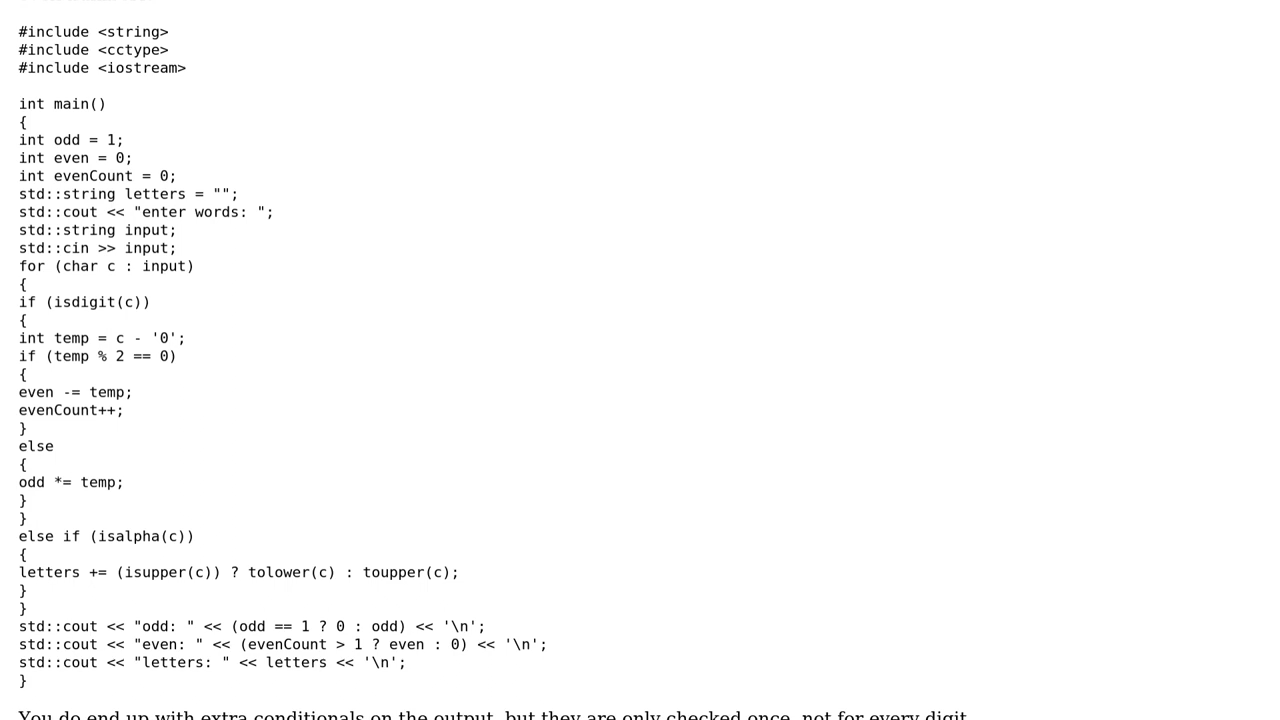 #include <string>
#include <cctype>
#include <iostream>
int main()
{
int odd = 1;
int even = 0;
int evenCount = 0;
std::string letters = "";
std::cout << "enter words: ";
std::string input;
std::cin >> input;
for (char c : input)
{
if (isdigit(c))
{
int temp = c - '0';
if (temp % 2 == 0)
{
even -= temp;
evenCount++;
}
else
{
odd *= temp;
}
}
else if (isalpha(c))
{
letters += (isupper(c)) ? tolower(c) : toupper(c);
}
}
std::cout << "odd: " << (odd == 1 ? 0 : odd) << '\n';
std::cout << "even: " << (evenCount > 1 ? even : 0) << '\n';
std::cout << "letters: " << letters << '\n';
}
You do end up with extra conditionals on the output, but they are only checked once, not for every digit